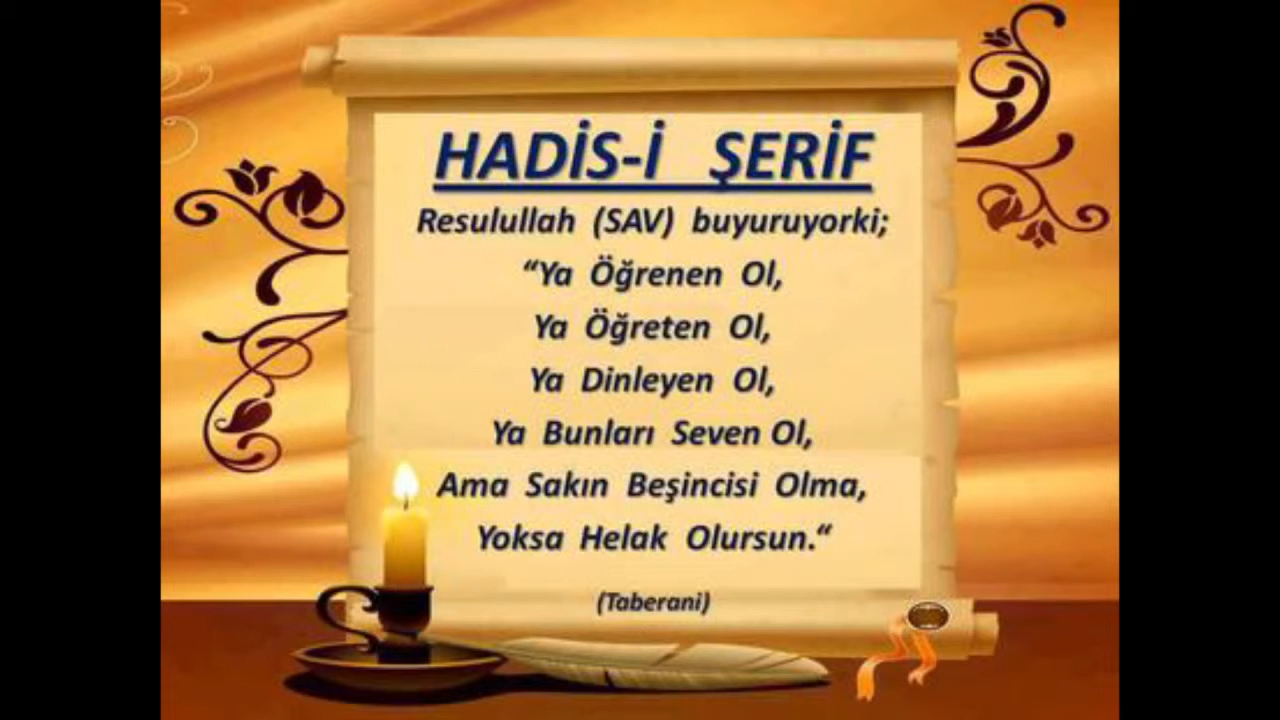 HADİS-İ ŞERİF
Resulullah (SAV) buyuruyorki;
“Ya Öğrenen Ol,
Ya Öğreten Ol,
Ya Dinleyen Ol,
Ya Bunları Seven Ol,
Ama Sakın Beşincisi Olma,
Yoksa Helak Olursun.“
(Taberani)